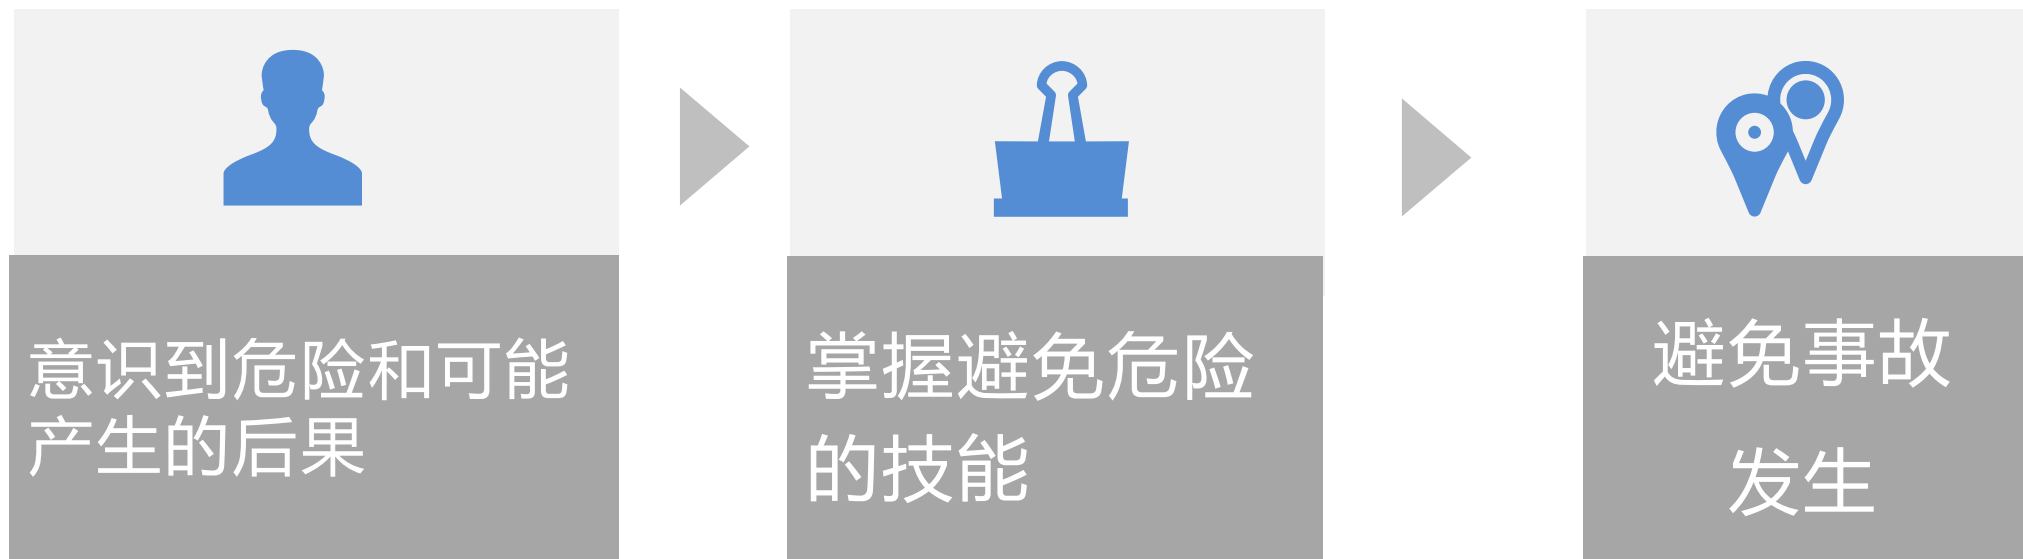 意识到危险和可能
产生的后果
掌握避免危险
的技能
避免事故
发生